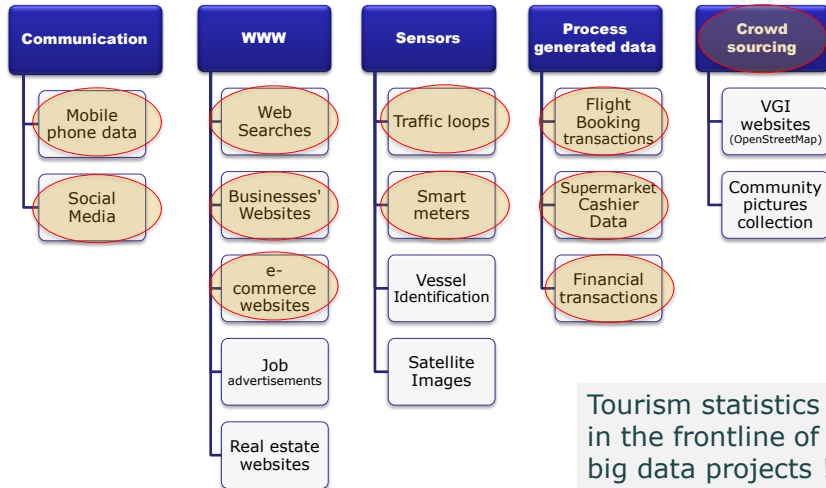 Communication
Mobile
phone data
Social
Media
WWW
Web
Searches
Businesses'
Websites
e-
commerce
websites
Job
advertisements
Real estate
websites
Sensors
Traffic loops
Smart
meters
Vessel
Identification
Satellite
Images
Process
generated data
Flight
Booking
transactions
Supermarket
Cashier
Data
Financial
transactions
Crowd
sourcing
VGI
websites
(OpenStreetMap)
Community
pictures
collection
Tourism statistics
in the frontline of
big data projects !